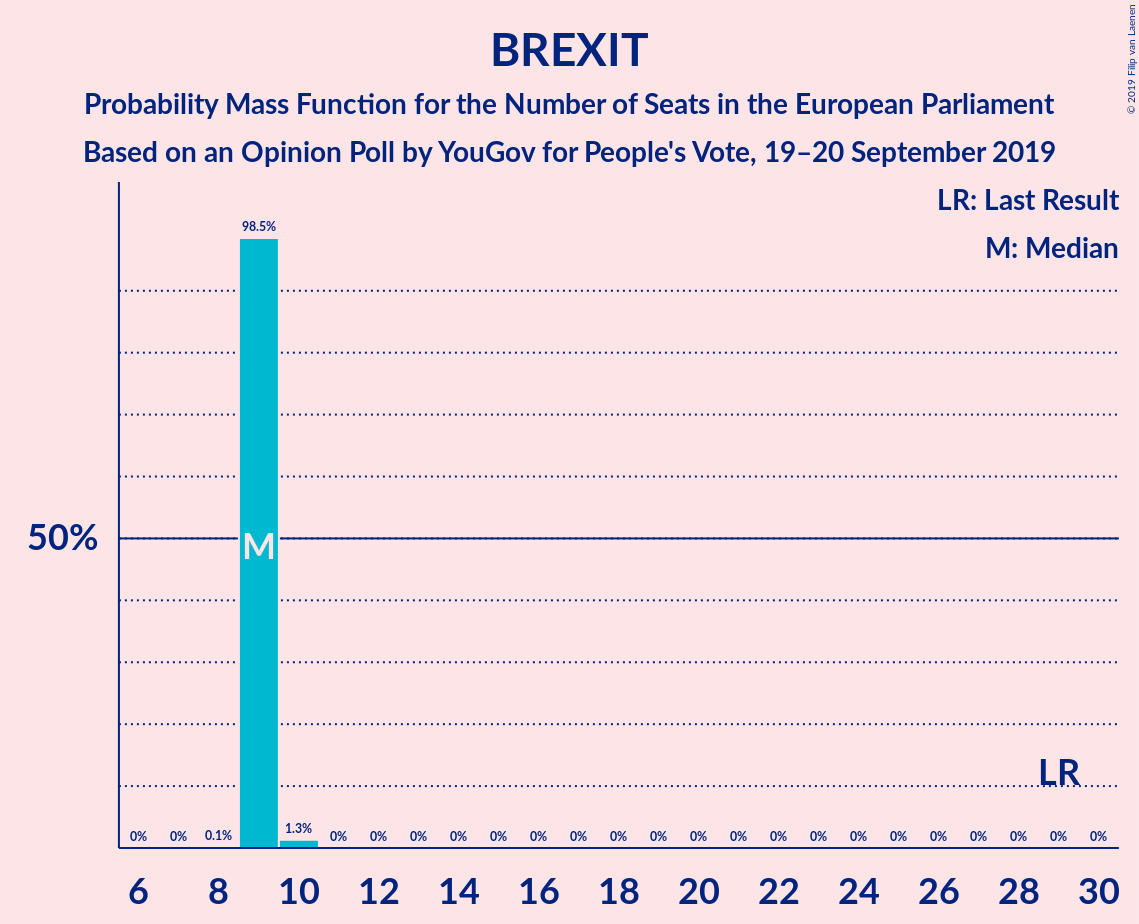 BREXIT
Probability Mass Function for the Number of Seats in the European Parliament
Based on an Opinion Poll by YouGov for People's Vote, 19–20 September 2019
© 2019 Filip van Laenen
LR: Last Result
M: Median
98.5%
50%
M
LR
0% 0% 0.1% 1.3% 0% 0% 0% 0% 0% 0% 0% 0% 0% 0% 0% 0% 0% 0% 0% 0% 0% 0% 0% 0%
6 8 10 12 14 16 18 20 22 24 26 28 30